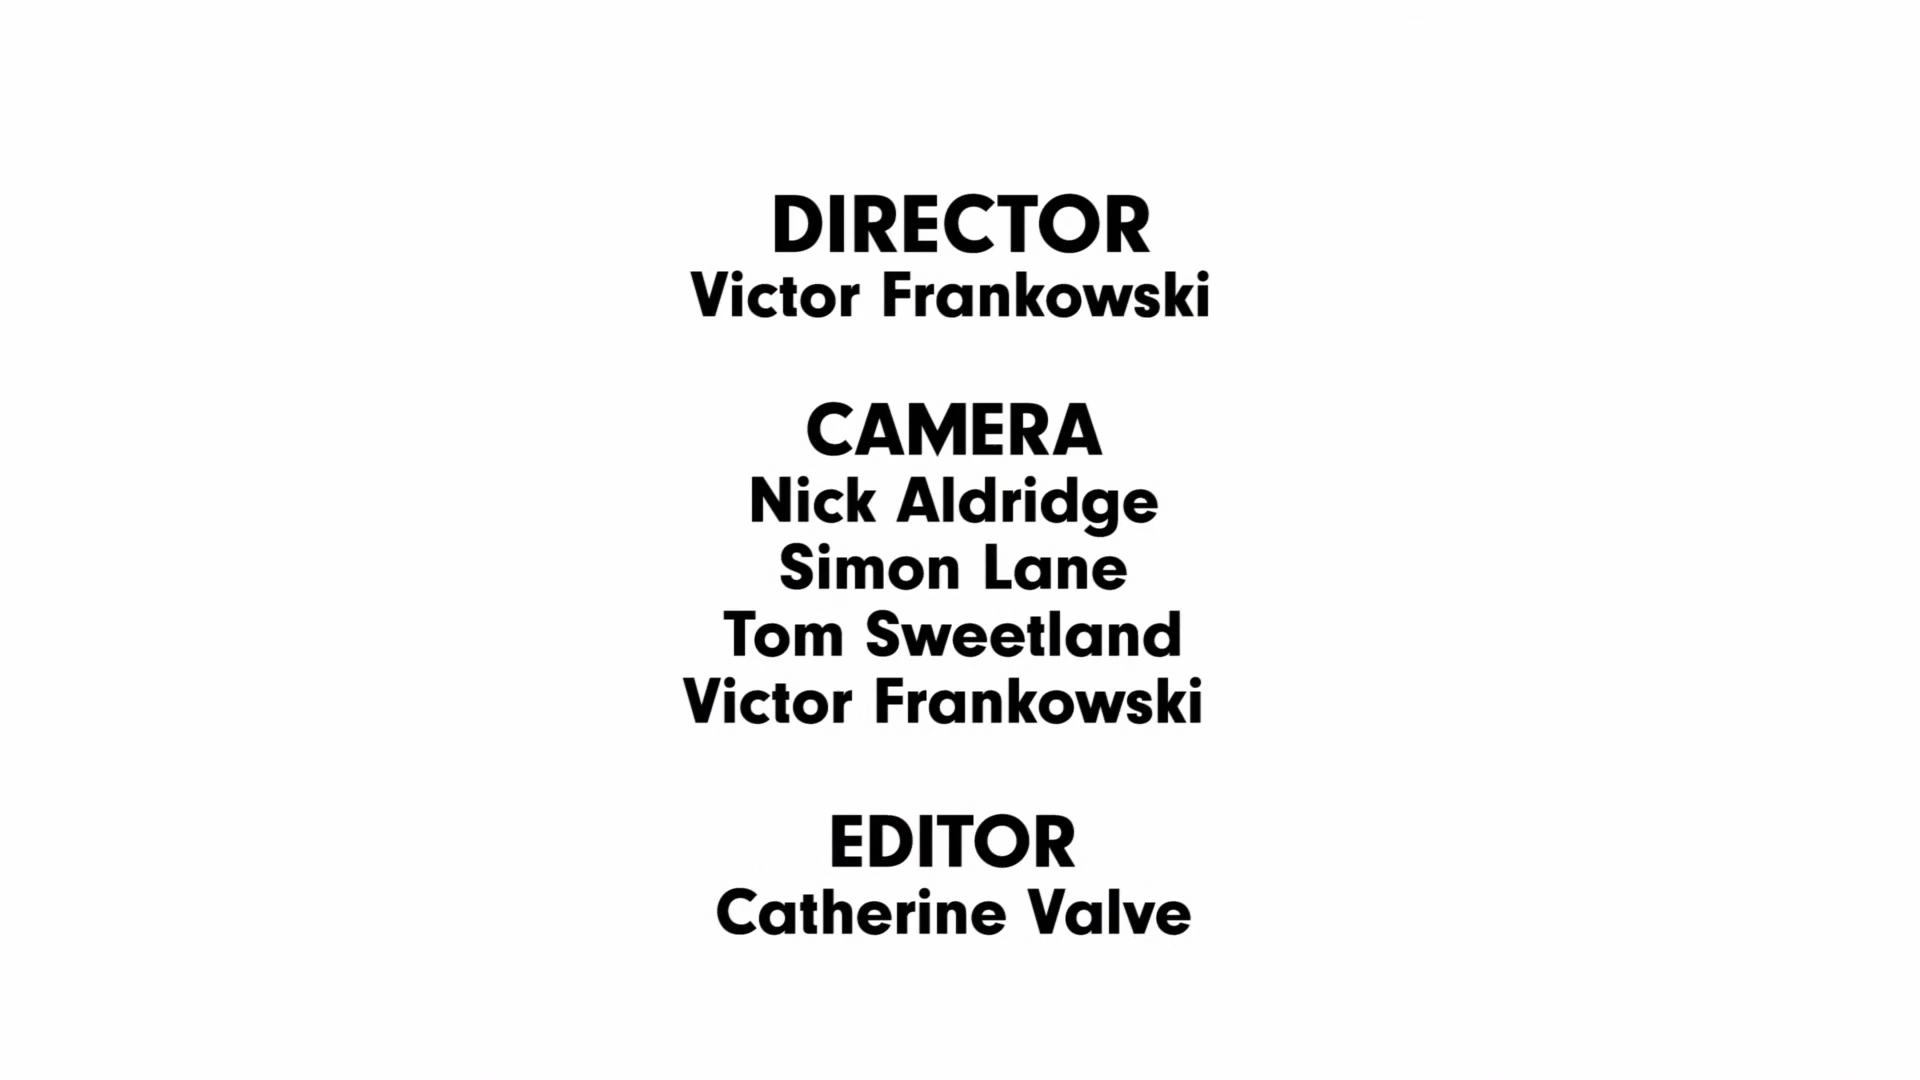 DIRECTOR
Victor Frankowski
CAMERA
Nick Aldridge
Simon Lane
Tom Sweetland
Victor Frankowski
EDITOR
Catherine Valve